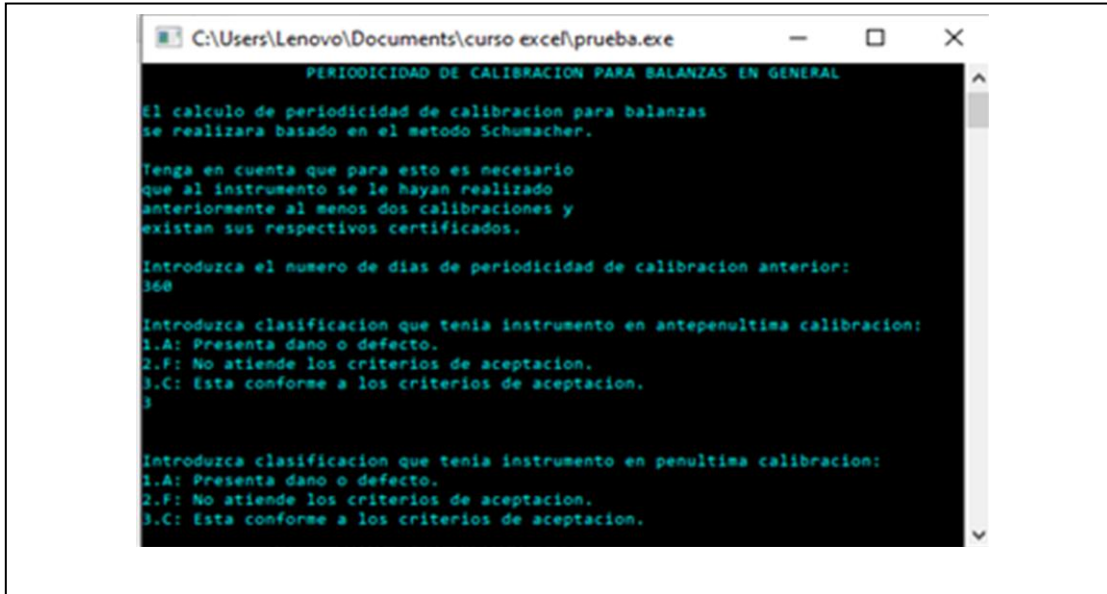 C:\Users\Lenovo\Documents\curso excel\prueba.exe
PERIODICIDAD DE CALIBRACION PARA BALANZAS EN GENERAL
El calculo de periodicidad de calibracion para balanzas
se realizara basado en el metodo Schumacher.
Tenga en cuenta que para esto es necesario
que al instrumento se le hayan realizado
anteriormente al menos dos calibraciones y
existan sus respectivos certificados.
Introduzca el numero de dias de periodicidad de calibracion anterior:
360
Introduzca clasificacion que tenia instrumento en antepenultima calibracion:
1.A: Presenta dano o defecto.
2.F: No atiende los criterios de aceptacion.
3.C: Esta conforme a los criterios de aceptacion.
3
Introduzca clasificacion que tenia instrumento en penultima calibracion:
1.A: Presenta dano o defecto.
2.F: No atiende los criterios de aceptacion.
3.C: Esta conforme a los criterios de aceptacion.